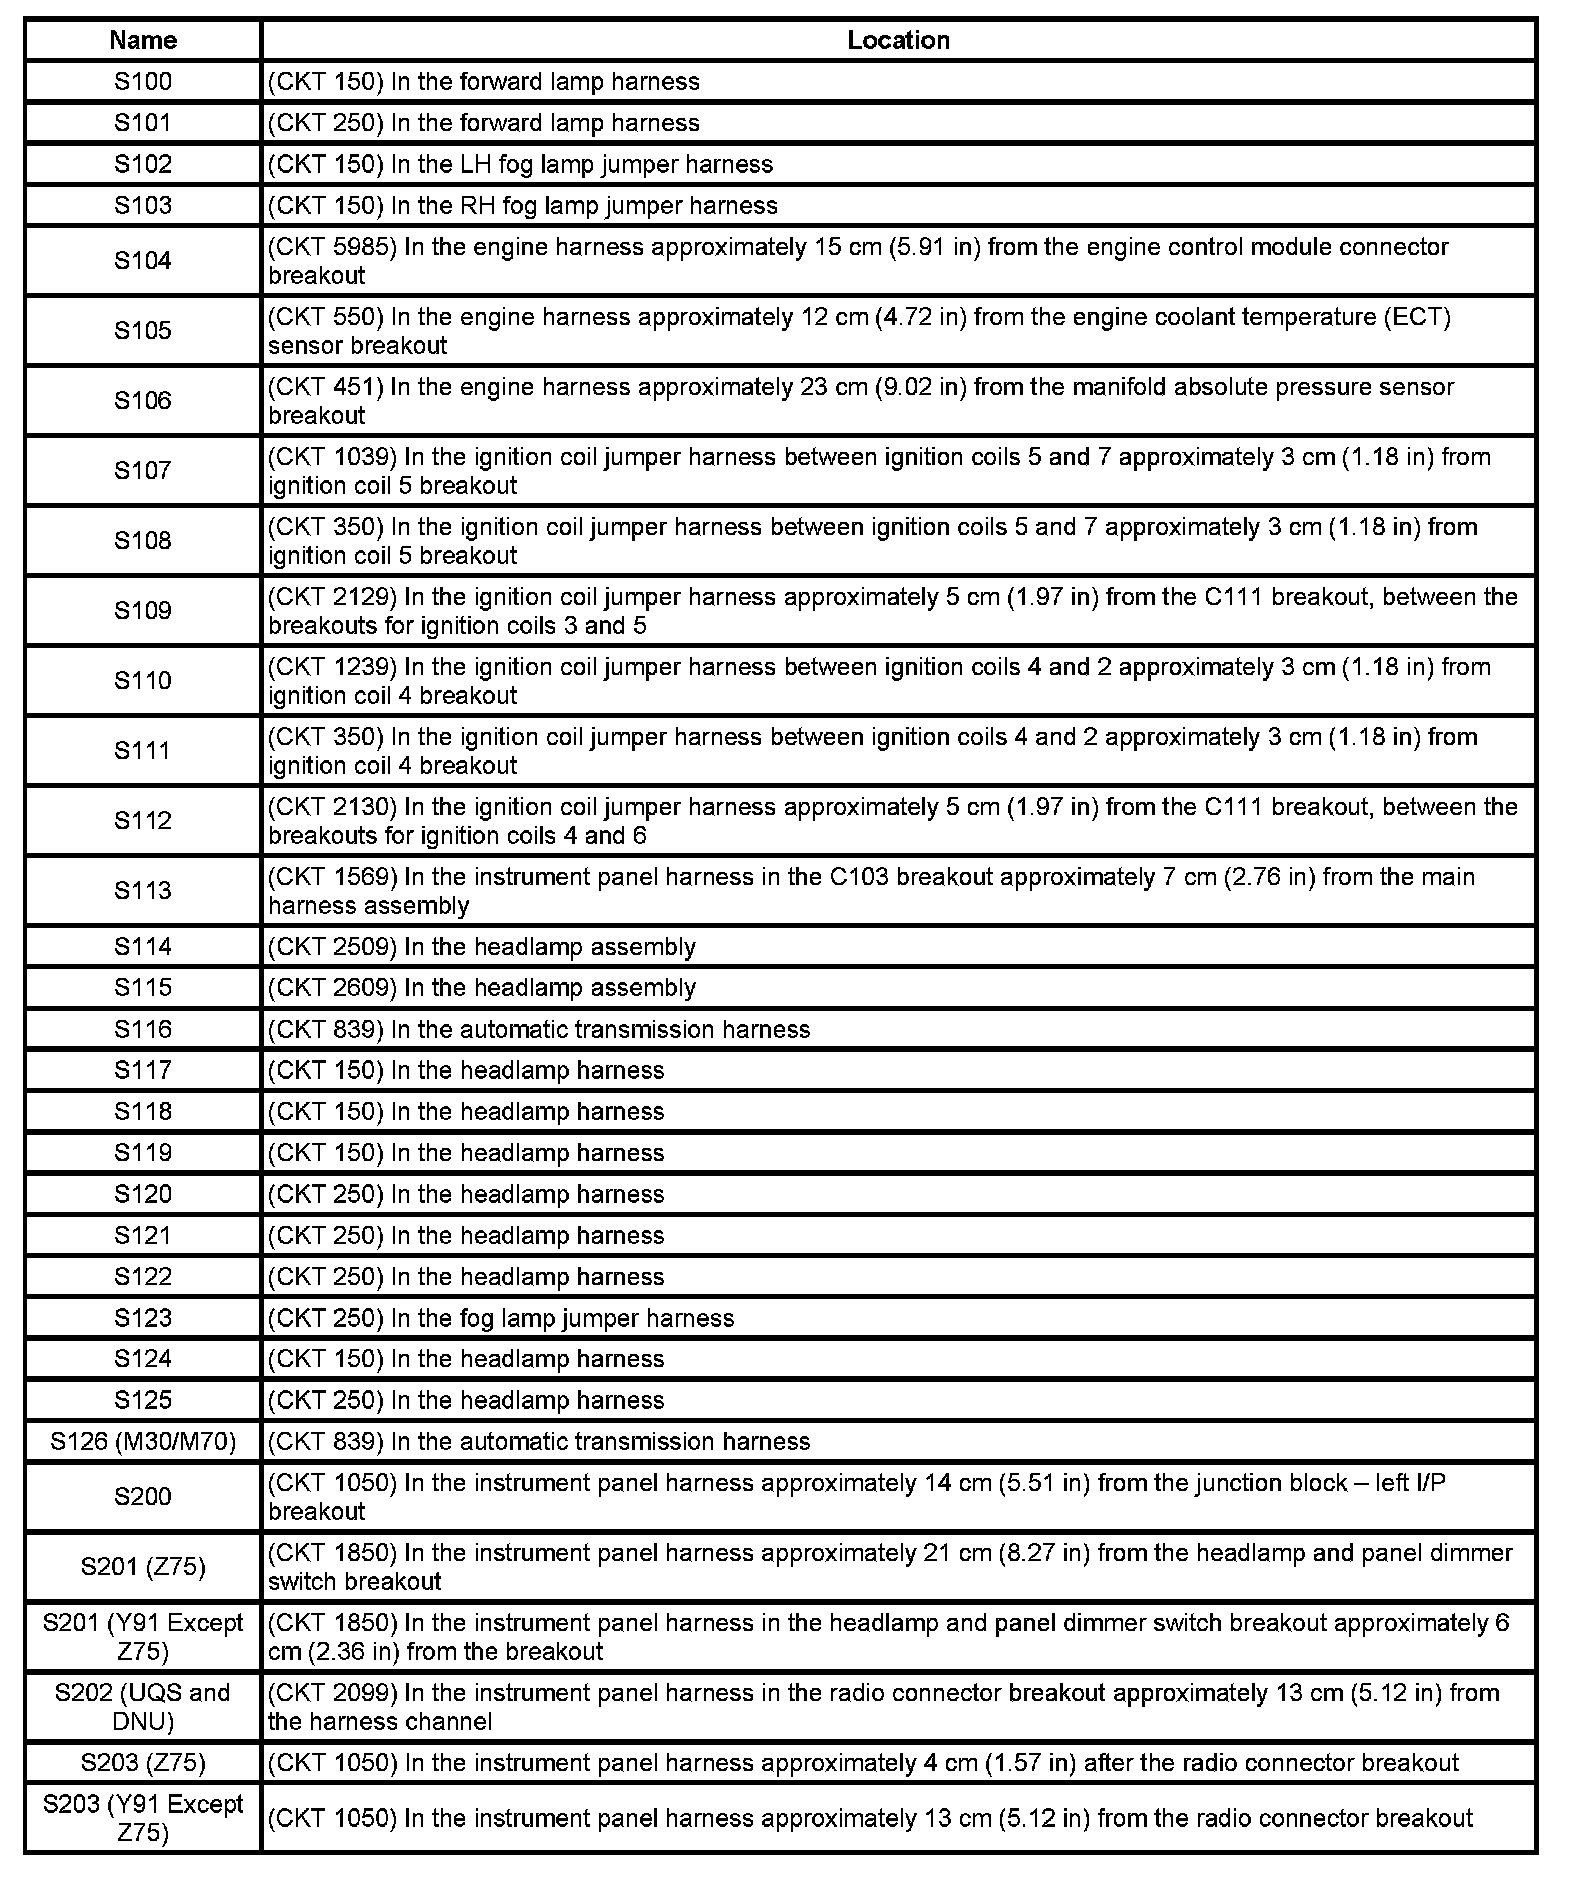 Name Location
S100 (CKT 150) In the forward lamp harness
S101 (CKT 250) In the forward lamp harness
S102 (CKT 150) In the LH fog lamp jumper harness
S103 (CKT 150) In the RH fog lamp jumper harness
S104 (CKT 5985) In the engine harness approximately 15 cm (5.91 in) from the engine control module connector
breakout
S105 (CKT 550) In the engine harness approximately 12 cm (4.72 in) from the engine coolant temperature (ECT)
sensor breakout
S106 (CKT 451) In the engine harness approximately 23 cm (9.02 in) from the manifold absolute pressure sensor
breakout
S107 (CKT 1039) In the ignition coil jumper harness between ignition coils 5 and 7 approximately 3 cm (1.18 in) from
ignition coil 5 breakout
S108 (CKT 350) In the ignition coil jumper harness between ignition coils 5 and 7 approximately 3 cm (1.18 in) from
ignition coil 5 breakout
S109 (CKT 2129) In the ignition coil jumper harness approximately 5 cm (1.97 in) from the C111 breakout, between the
breakouts for ignition coils 3 and 5
S110 (CKT 1239) In the ignition coil jumper harness between ignition coils 4 and 2 approximately 3 cm (1.18 in) from
ignition coil 4 breakout
S111 (CKT 350) In the ignition coil jumper harness between ignition coils 4 and 2 approximately 3 cm (1.18 in) from
ignition coil 4 breakout
S112 (CKT 2130) In the ignition coil jumper harness approximately 5 cm (1.97 in) from the C111 breakout, between the
breakouts for ignition coils 4 and 6
S113 (CKT 1569) In the instrument panel harness in the C103 breakout approximately 7 cm (2.76 in) from the main
harness assembly
S114 (CKT 2509) In the headlamp assembly
S115 (CKT 2609) In the headlamp assembly
S116 (CKT 839) In the automatic transmission harness
S117 (CKT 150) In the headlamp harness
S118 (CKT 150) In the headlamp harness
S119 (CKT 150) In the headlamp harness
S120 (CKT 250) In the headlamp harness
S121 (CKT 250) In the headlamp harness
S122 (CKT 250) In the headlamp harness
S123 (CKT 250) In the fog lamp jumper harness
S124 (CKT 150) In the headlamp harness
S125 (CKT 250) In the headlamp harness
S126 (M30/M70) (CKT 839) In the automatic transmission harness
S200 (CKT 1050) In the instrument panel harness approximately 14 cm (5.51 in) from the junction block – left I/P
breakout
S201 (Z75) (CKT 1850) In the instrument panel harness approximately 21 cm (8.27 in) from the headlamp and panel dimmer
switch breakout
S201 (Y91 Except
Z75)
(CKT 1850) In the instrument panel harness in the headlamp and panel dimmer switch breakout approximately 6
cm (2.36 in) from the breakout
S202 (UQS and
DNU)
(CKT 2099) In the instrument panel harness in the radio connector breakout approximately 13 cm (5.12 in) from
the harness channel
S203 (Z75) (CKT 1050) In the instrument panel harness approximately 4 cm (1.57 in) after the radio connector breakout
S203 (Y91 Except
Z75)
(CKT 1050) In the instrument panel harness approximately 13 cm (5.12 in) from the radio connector breakout